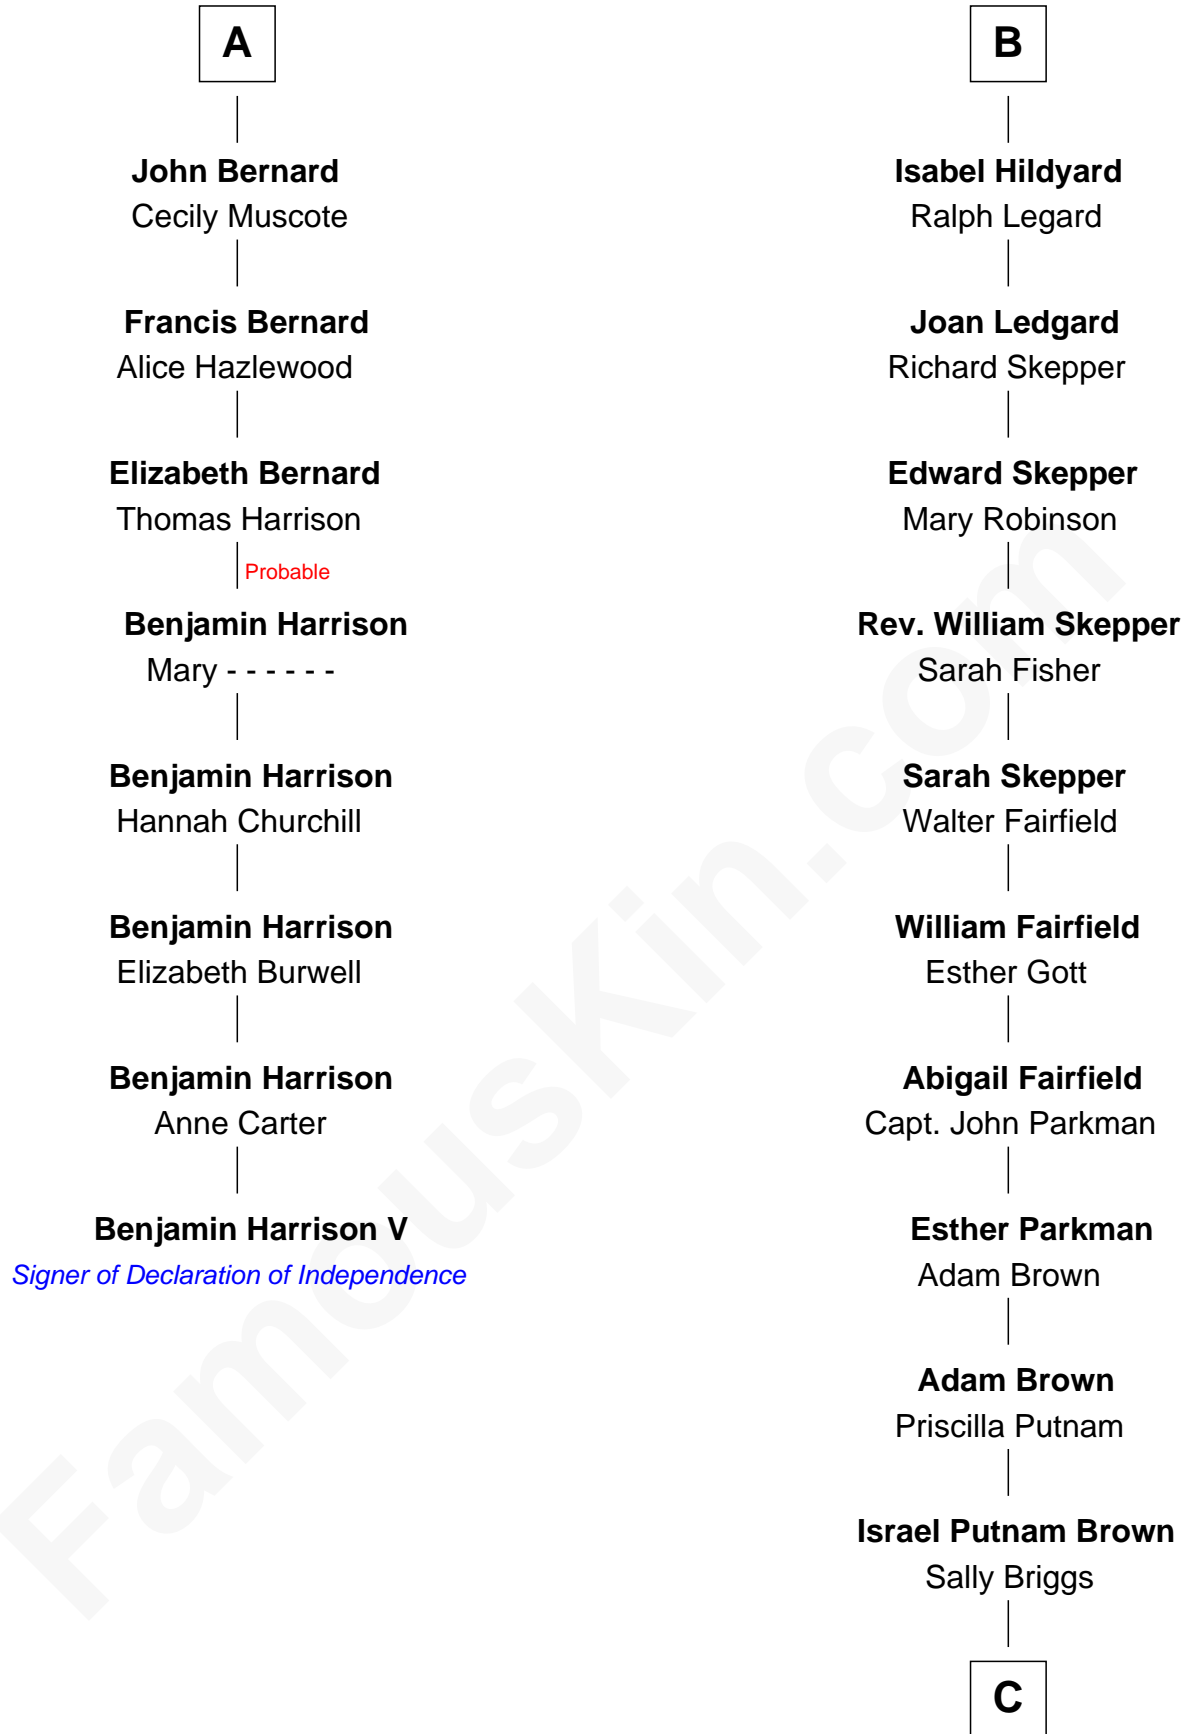 A
John Bernard
Cecily Muscote
Francis Bernard
Alice Hazlewood
Elizabeth Bernard
Thomas Harrison
Probable
Benjamin Harrison
Mary - - - - - -
Benjamin Harrison
Hannah Churchill
Benjamin Harrison
Elizabeth Burwell
Benjamin Harrison
Anne Carter
Benjamin Harrison V
Signer of Declaration of Independence
B
Isabel Hildyard
Ralph Legard
Joan Ledgard
Richard Skepper
Edward Skepper
Mary Robinson
Rev. William Skepper
Sarah Fisher
Sarah Skepper
Walter Fairfield
William Fairfield
Esther Gott
Abigail Fairfield
Capt. John Parkman
Esther Parkman
Adam Brown
Adam Brown
Priscilla Putnam
Israel Putnam Brown
Sally Briggs
C
FamousKin.com